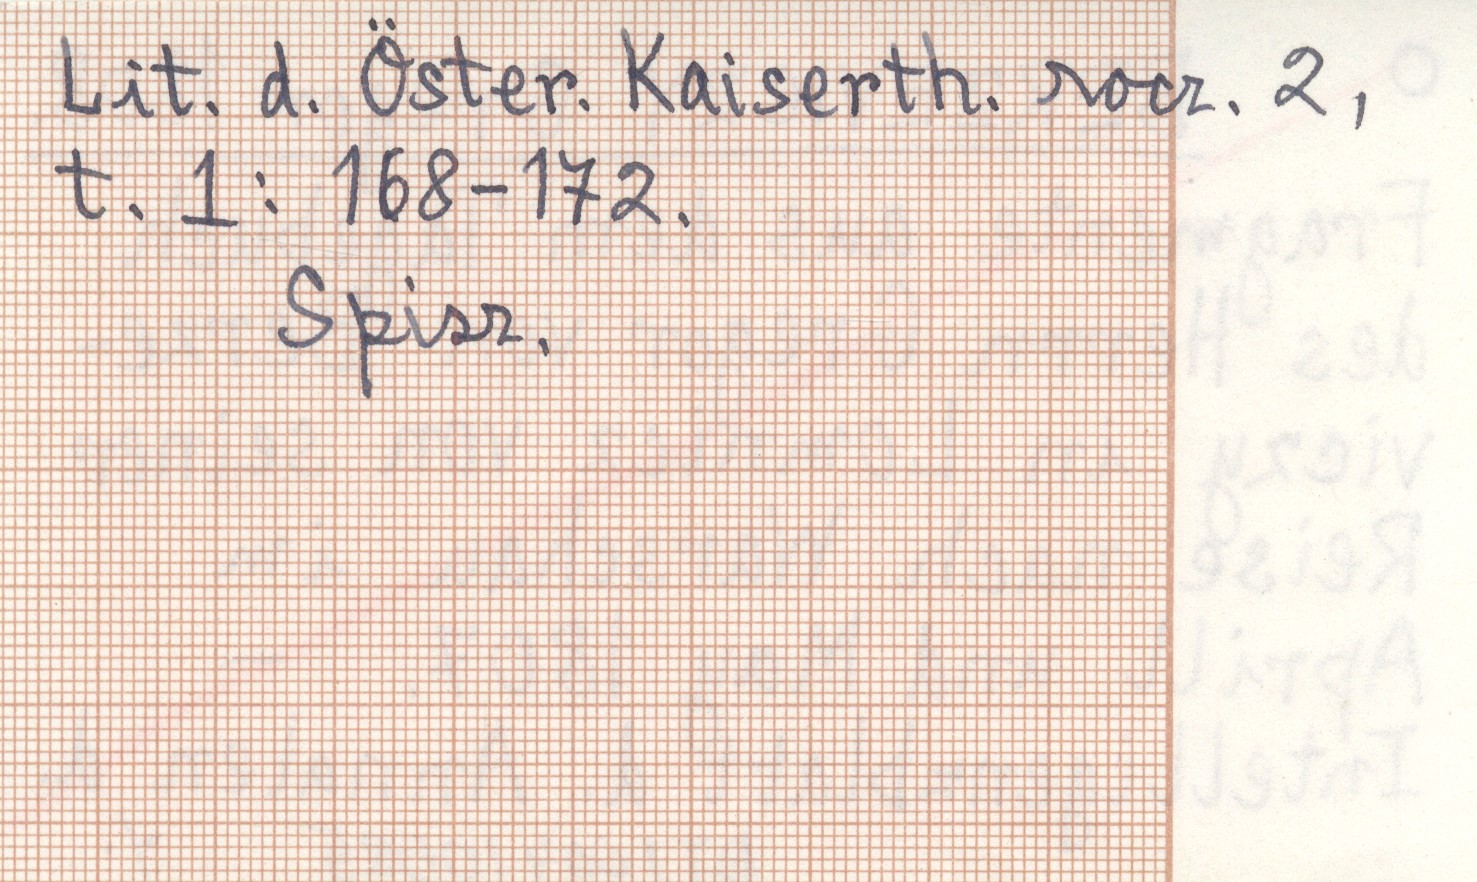 Lit. d. Öster. Kaiserth. rocz. 2,
t. 1: 168-172.
Spisz.